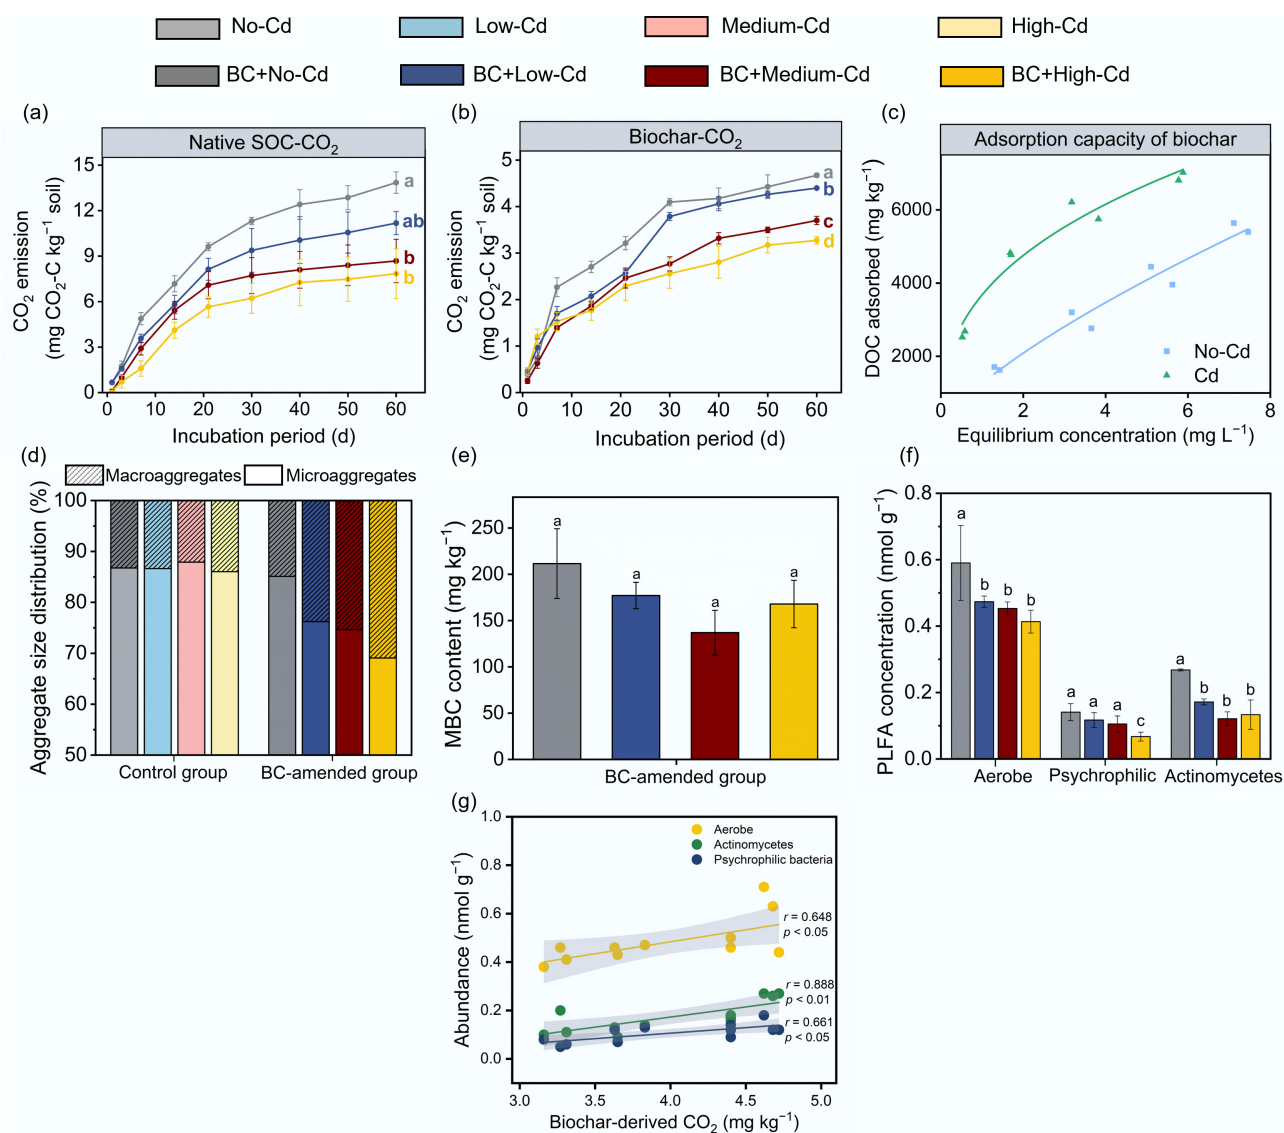 No-Cd
Low-Cd
Medium-Cd
High-Cd
BC+No-Cd
BC+Low-Cd
BC+Medium-Cd
BC+High-Cd
(a)
Native SOC-CO₂
CO₂ emission
(mg CO₂-C kg⁻¹ soil)
15
12
9
6
3
0
a
ab
b
b
0 10 20 30 40 50 60
Incubation period (d)
(b)
Biochar-CO₂
CO₂ emission
(mg CO₂-C kg⁻¹ soil)
5
4
3
2
1
0
a
b
c
d
0 10 20 30 40 50 60
Incubation period (d)
(c)
Adsorption capacity of biochar
DOC adsorbed (mg kg⁻¹)
6000
4000
2000
No-Cd
Cd
0 2 4 6 8
Equilibrium concentration (mg L⁻¹)
(d)
Macroaggregates
Microaggregates
Aggregate size distribution (%)
100
90
80
70
60
50
Control group
BC-amended group
(e)
MBC content (mg kg⁻¹)
250
200
150
100
50
0
a
a
a
a
BC-amended group
(f)
PLFA concentration (nmol g⁻¹)
0.8
0.6
0.4
0.2
0.0
a
b b b
a a a c
a
b b b
Aerobe
Psychrophilic
Actinomycetes
(g)
Abundance (nmol g⁻¹)
1.0
0.8
0.6
0.4
0.2
0.0
Aerobe
Actinomycetes
Psychrophilic bacteria
r = 0.648
p < 0.05
r = 0.888
p < 0.01
r = 0.661
p < 0.05
3.0 3.5 4.0 4.5 5.0
Biochar-derived CO₂ (mg kg⁻¹)